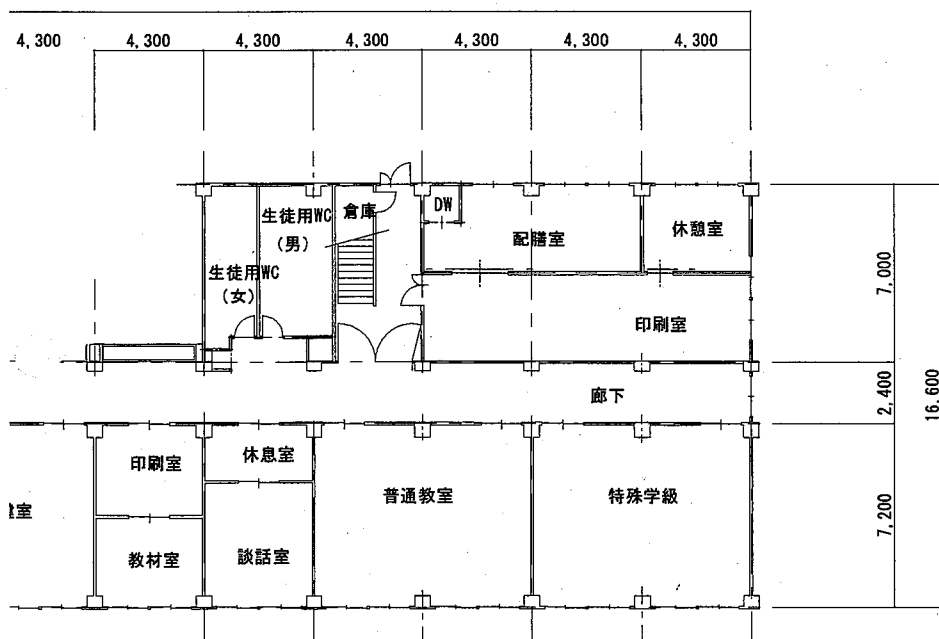 4,300 4,300 4,300 4,300 4,300 4,300 4,300
生徒用WC
(男)
倉庫
DW
配膳室
休憩室
生徒用WC
(女)
7,000
印刷室
廊下
2,400
16,600
印刷室
休息室
普通教室
特殊学級
室
教材室
談話室
7,200